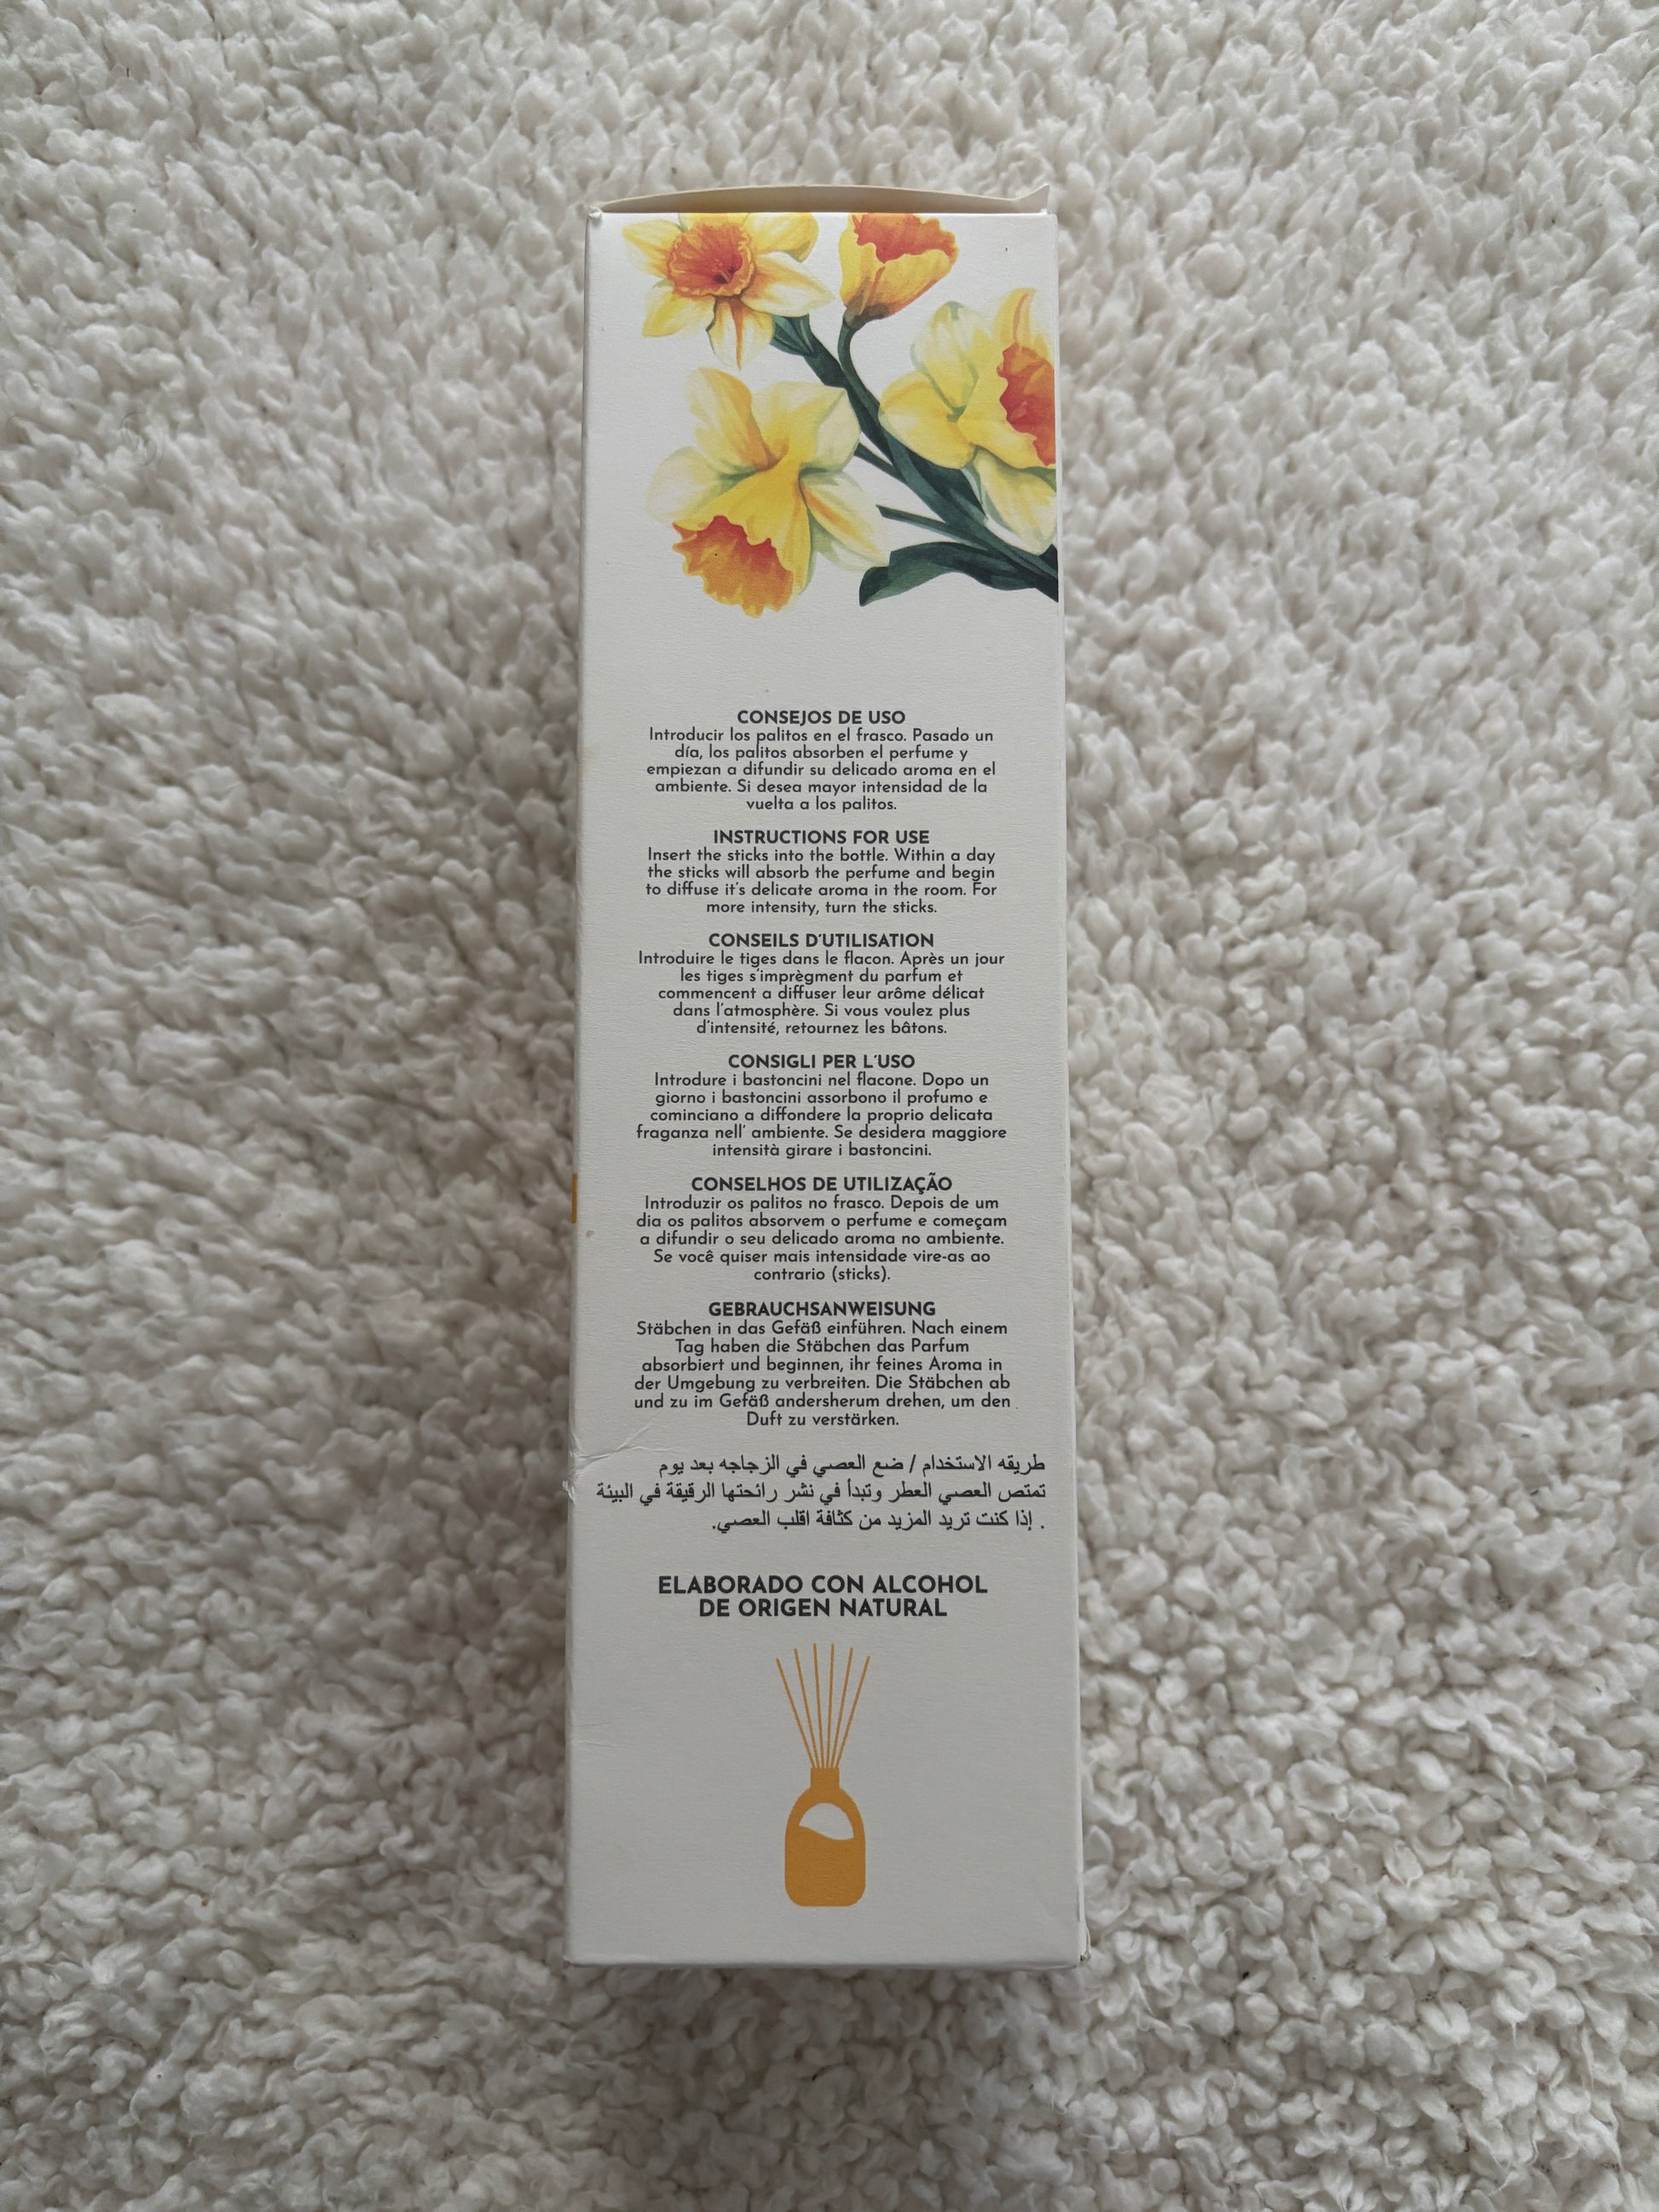 CONSEJOS DE USO
Introducir los palitos en el frasco. Pasado un
día, los palitos absorben el perfume y
empiezan a difundir su delicado aroma en el
ambiente. Si desea mayor intensidad de la
vuelta a los palitos.
INSTRUCTIONS FOR USE
Insert the sticks into the bottle. Within a day
the sticks will absorb the perfume and begin
to diffuse it's delicate aroma in the room. For
more intensity, turn the sticks.
CONSEILS D'UTILISATION
Introduire le tiges dans le flacon. Après un jour
les tiges s'imprègment du parfum et
commencent a diffuser leur arôme délicat
dans l'atmosphère. Si vous voulez plus
d'intensité, retournez les bâtons.
CONSIGLI PER L'USO
Introdure i bastoncini nel flacone. Dopo un
giorno i bastoncini assorbono il profumo e
cominciano a diffondere la proprio delicata
fraganza nell' ambiente. Se desidera maggiore
intensità girare i bastoncini.
CONSELHOS DE UTILIZAÇÃO
Introduzir os palitos no frasco. Depois de um
dia os palitos absorvem o perfume e começam
a difundir o seu delicado aroma no ambiente.
Se você quiser mais intensidade vire-as ao
contrario (sticks).
GEBRAUCHSANWEISUNG
Stäbchen in das Gefäß einführen. Nach einem
Tag haben die Stäbchen das Parfum
absorbiert und beginnen, ihr feines Aroma in
der Umgebung zu verbreiten. Die Stäbchen ab
und zu im Gefäß andersherum drehen, um den
Duft zu verstärken.
طريقه الاستخدام / ضع العصي في الزجاجه بعد يوم
تمتص العصي العطر وتبدأ في نشر رائحتها الرقيقة في البيئة
. إذا كنت تريد المزيد من كثافة اقلب العصي.
ELABORADO CON ALCOHOL
DE ORIGEN NATURAL